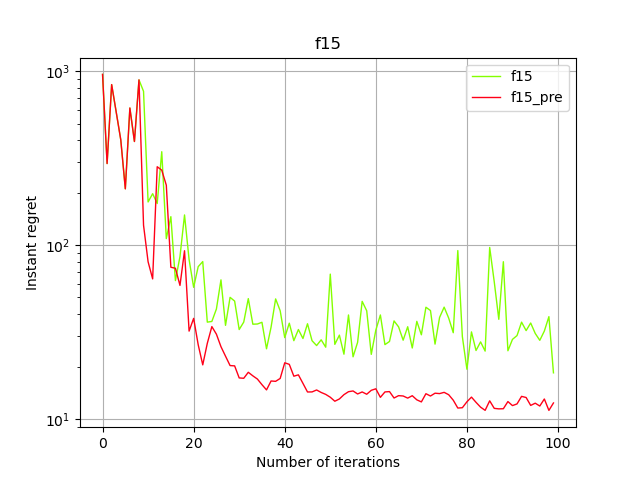 f15
f15
f15_pre
10³
10²
10¹
Instant regret
0 20 40 60 80 100
Number of iterations